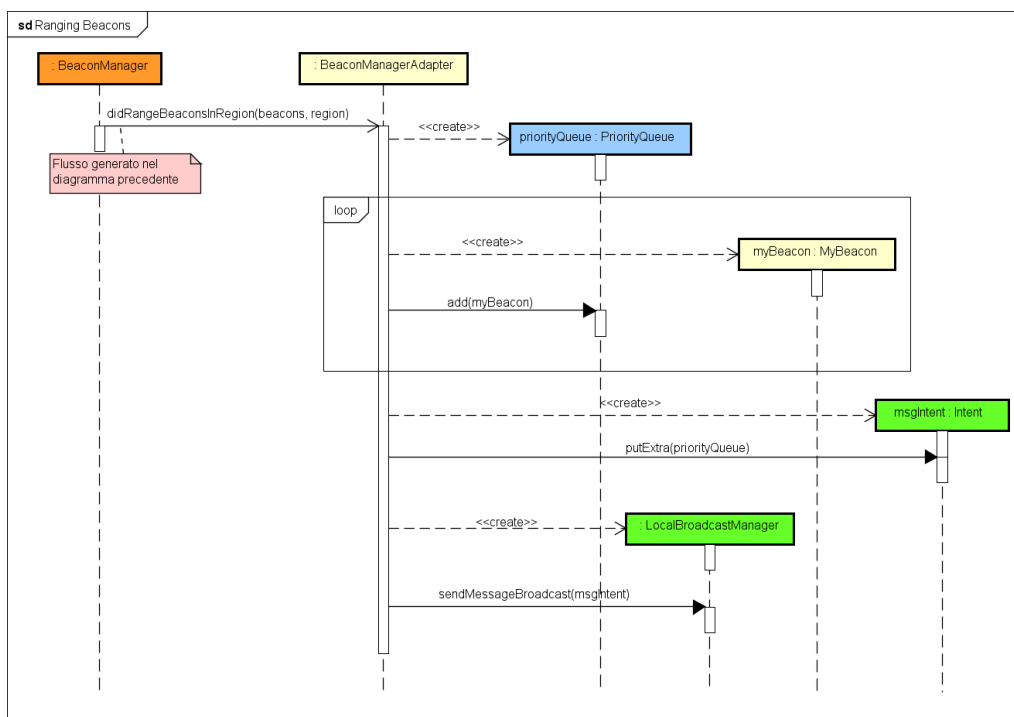 sd Ranging Beacons
: BeaconManager
: BeaconManagerAdapter
didRangeBeaconsInRegion(beacons, region)
<<create>>
priorityQueue : PriorityQueue
Flusso generato nel
diagramma precedente
loop
<<create>>
myBeacon : MyBeacon
add(myBeacon)
<<create>>
msgIntent : Intent
putExtra(priorityQueue)
<<create>>
: LocalBroadcastManager
sendMessageBroadcast(msgIntent)